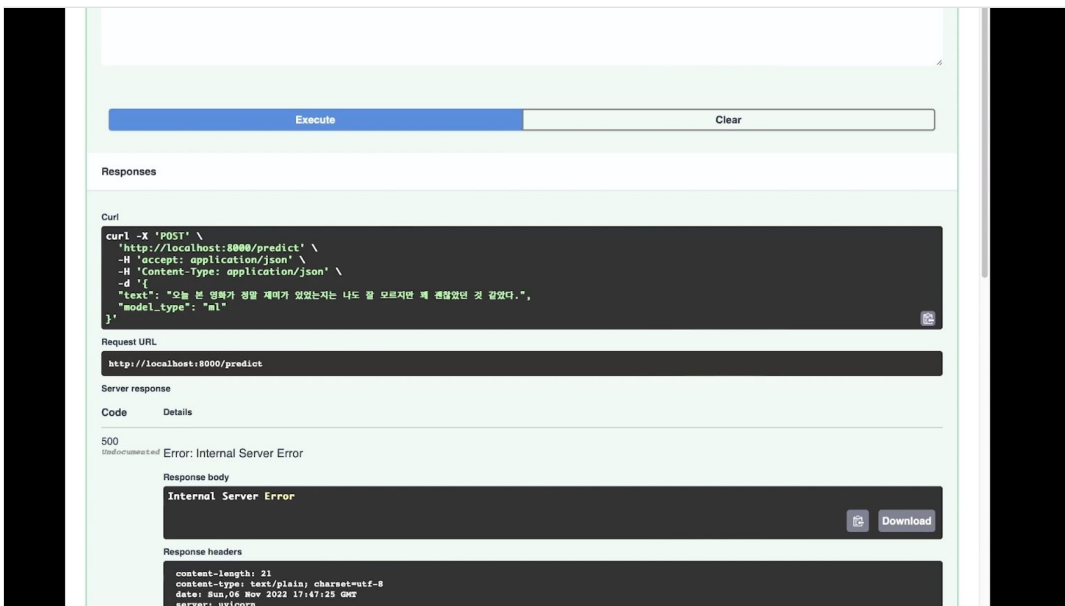 Execute
Clear
Responses
Curl
curl -X 'POST' \
'http://localhost:8000/predict' \
-H 'accept: application/json' \
-H 'Content-Type: application/json' \
-d '{
"text": "오늘 본 영화가 정말 재미가 있었는지는 나도 잘 모르지만 꽤 괜찮았던 것 같았다.",
"model_type": "ml"
}'
Request URL
http://localhost:8000/predict
Server response
Code Details
500
Undocumented Error: Internal Server Error
Response body
Internal Server Error
Download
Response headers
content-length: 21
content-type: text/plain; charset=utf-8
date: Sun,06 Nov 2022 17:47:25 GMT
server: uvicorn